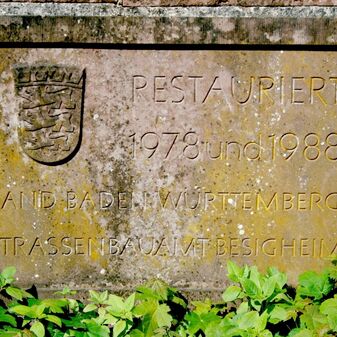 RESTAURIERT
1978 und 1988
AND BADEN WÜRTTEMBERG
TRASSENBAUAMT BESIGHEIM